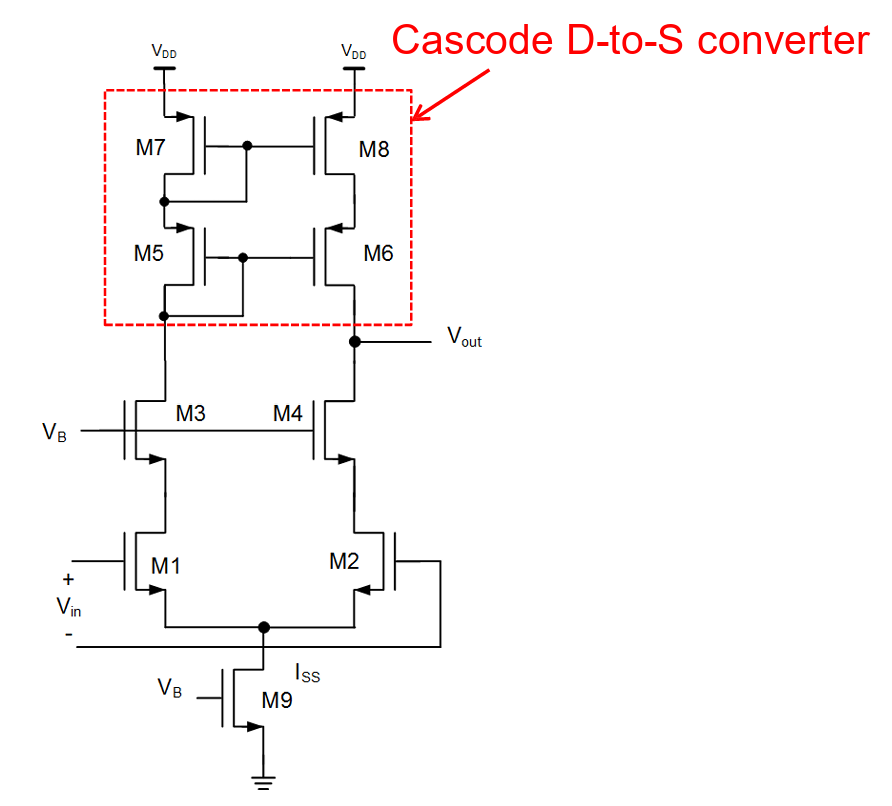 Cascode D-to-S converter
VDD VDD
M7 M8
M5 M6
Vout
M3 M4
VB
M1 M2
+
Vin
-
ISS
VB
M9